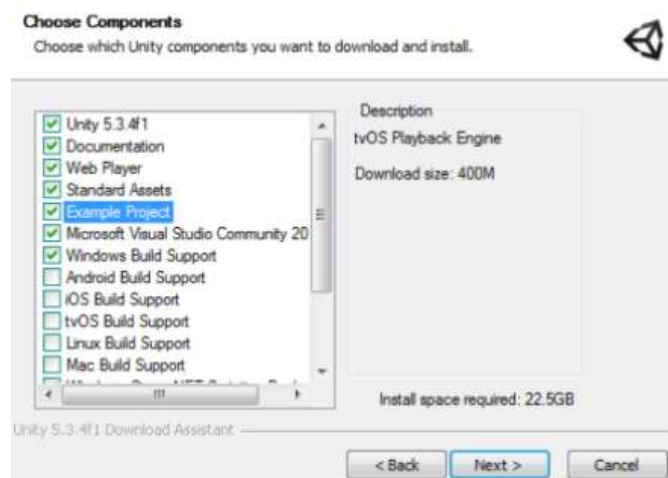 Choose Components
Choose which Unity components you want to download and install.
Unity 5.3.4f1
Documentation
Web Player
Standard Assets
Example Project
Microsoft Visual Studio Community 20
Windows Build Support
Android Build Support
iOS Build Support
tvOS Build Support
Linux Build Support
Mac Build Support
Description
tvOS Playback Engine
Download size: 400M
Install space required: 22.5GB
Unity 5.3.4f1 Download Assistant
< Back
Next >
Cancel